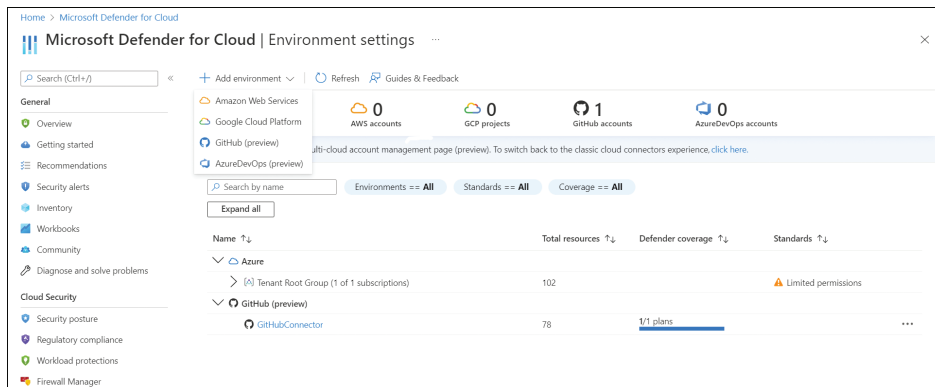 Home > Microsoft Defender for Cloud
Microsoft Defender for Cloud | Environment settings ...
Search (Ctrl+/)
General
Overview
Getting started
Recommendations
Security alerts
Inventory
Workbooks
Community
Diagnose and solve problems
Cloud Security
Security posture
Regulatory compliance
Workload protections
Firewall Manager
Add environment
Refresh
Guides & Feedback
Amazon Web Services
Google Cloud Platform
GitHub (preview)
AzureDevOps (preview)
0
AWS accounts
0
GCP projects
1
GitHub accounts
0
AzureDevOps accounts
ulti-cloud account management page (preview). To switch back to the classic cloud connectors experience, click here.
Search by name
Environments == All
Standards == All
Coverage == All
Expand all
Name
Total resources
Defender coverage
Standards
Azure
Tenant Root Group (1 of 1 subscriptions)
102
Limited permissions
GitHub (preview)
GitHubConnector
78
1/1 plans